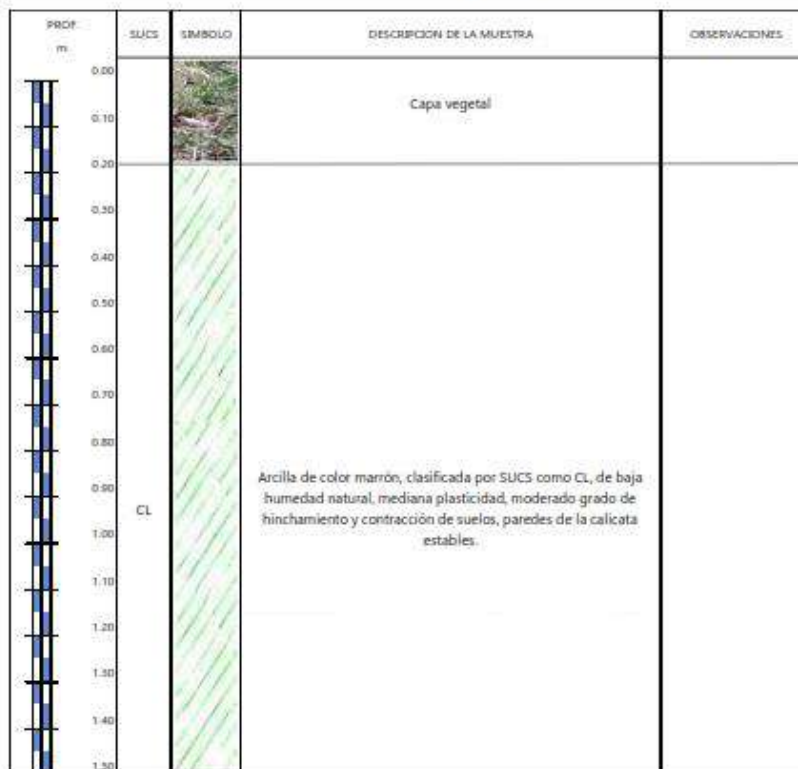 PROF.
m.
SUCS
SIMBOLO
DESCRIPCION DE LA MUESTRA
OBSERVACIONES
0.00
Capa vegetal
0.10
0.20
0.30
0.40
0.50
0.60
0.70
0.80
0.90
1.00
1.10
1.20
1.30
1.40
1.50
CL
Arcilla de color marrón, clasificada por SUCS como CL, de baja
humedad natural, mediana plasticidad, moderado grado de
hinchamiento y contracción de suelos, paredes de la calicata
estables.